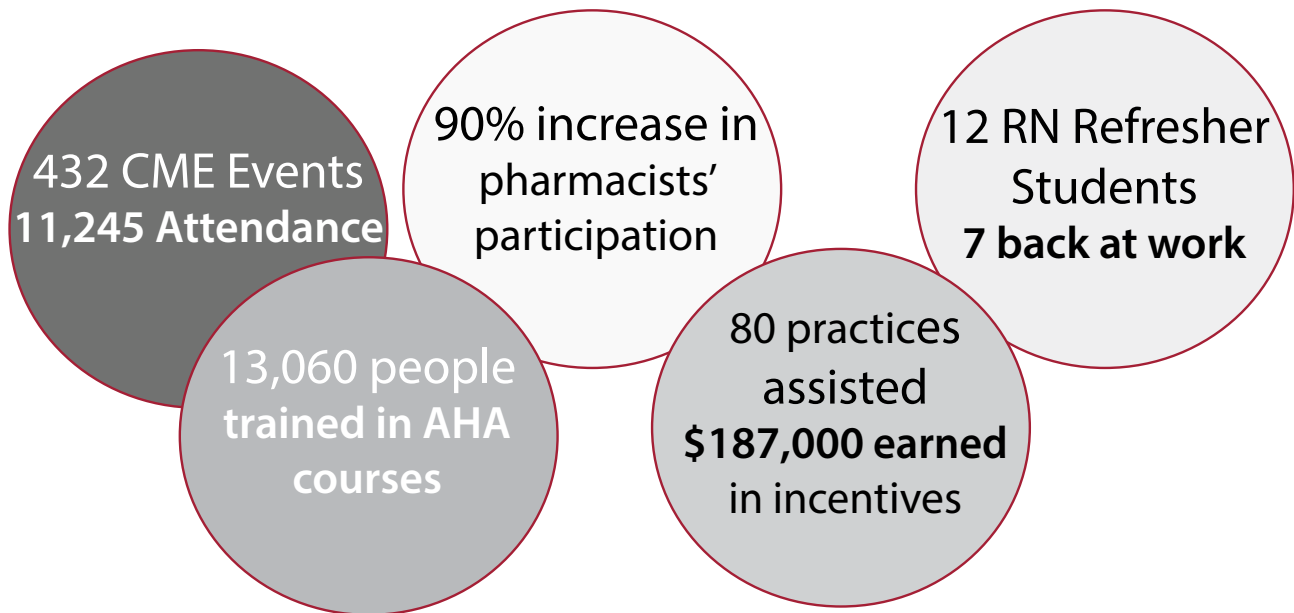 432 CME Events
11,245 Attendance
90% increase in
pharmacists’
participation
12 RN Refresher
Students
7 back at work
13,060 people
trained in AHA
courses
80 practices
assisted
$187,000 earned
in incentives